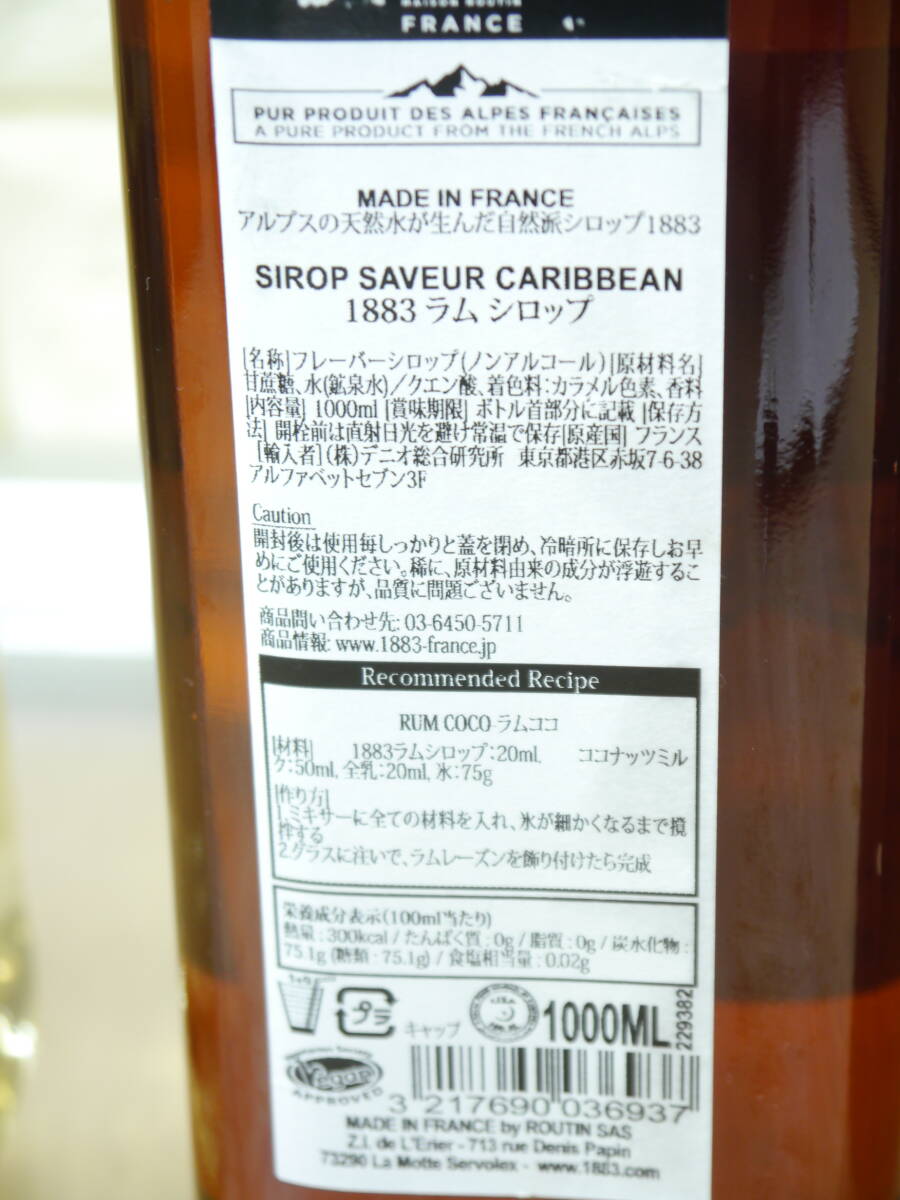 FRANCE
PUR PRODUIT DES ALPES FRANÇAISES
A PURE PRODUCT FROM THE FRENCH ALPS
MADE IN FRANCE
アルプスの天然水が生んだ自然派シロップ1883
SIROP SAVEUR CARIBBEAN
1883 ラム シロップ
[名称]フレーバーシロップ(ノンアルコール)[原材料名]
甘蔗糖、水(鉱泉水)／クエン酸、着色料:カラメル色素、香料
[内容量] 1000ml [賞味期限] ボトル首部分に記載 [保存方
法] 開栓前は直射日光を避け常温で保存[原産国] フランス
[輸入者](株)デニオ総合研究所 東京都港区赤坂7-6-38
アルファベットセブン3F
Caution
開封後は使用毎しっかりと蓋を閉め、冷暗所に保存しお早
めにご使用ください。稀に、原材料由来の成分が浮遊するこ
とがありますが、品質に問題ございません。
商品問い合わせ先: 03-6450-5711
商品情報: www.1883-france.jp
Recommended Recipe
RUM COCO-ラムココ
[材料] 1883ラムシロップ:20ml, ココナッツミル
ク:50ml, 全乳:20ml, 氷:75g
[作り方]
1.ミキサーに全ての材料を入れ、氷が細かくなるまで撹
拌する
2.グラスに注いで、ラムレーズンを飾り付けたら完成
栄養成分表示(100ml当たり)
熱量:300kcal / たんぱく質:0g / 脂質:0g / 炭水化物:
75.1g (糖類:75.1g) / 食塩相当量:0.02g
プラ キャップ 1000ML 229382
Vegan
APPROVED
3 217690 036937
MADE IN FRANCE by ROUTIN SAS
Z.I. de L'Erier - 713 rue Denis Papin
73290 La Motte Servolex - www.1883.com